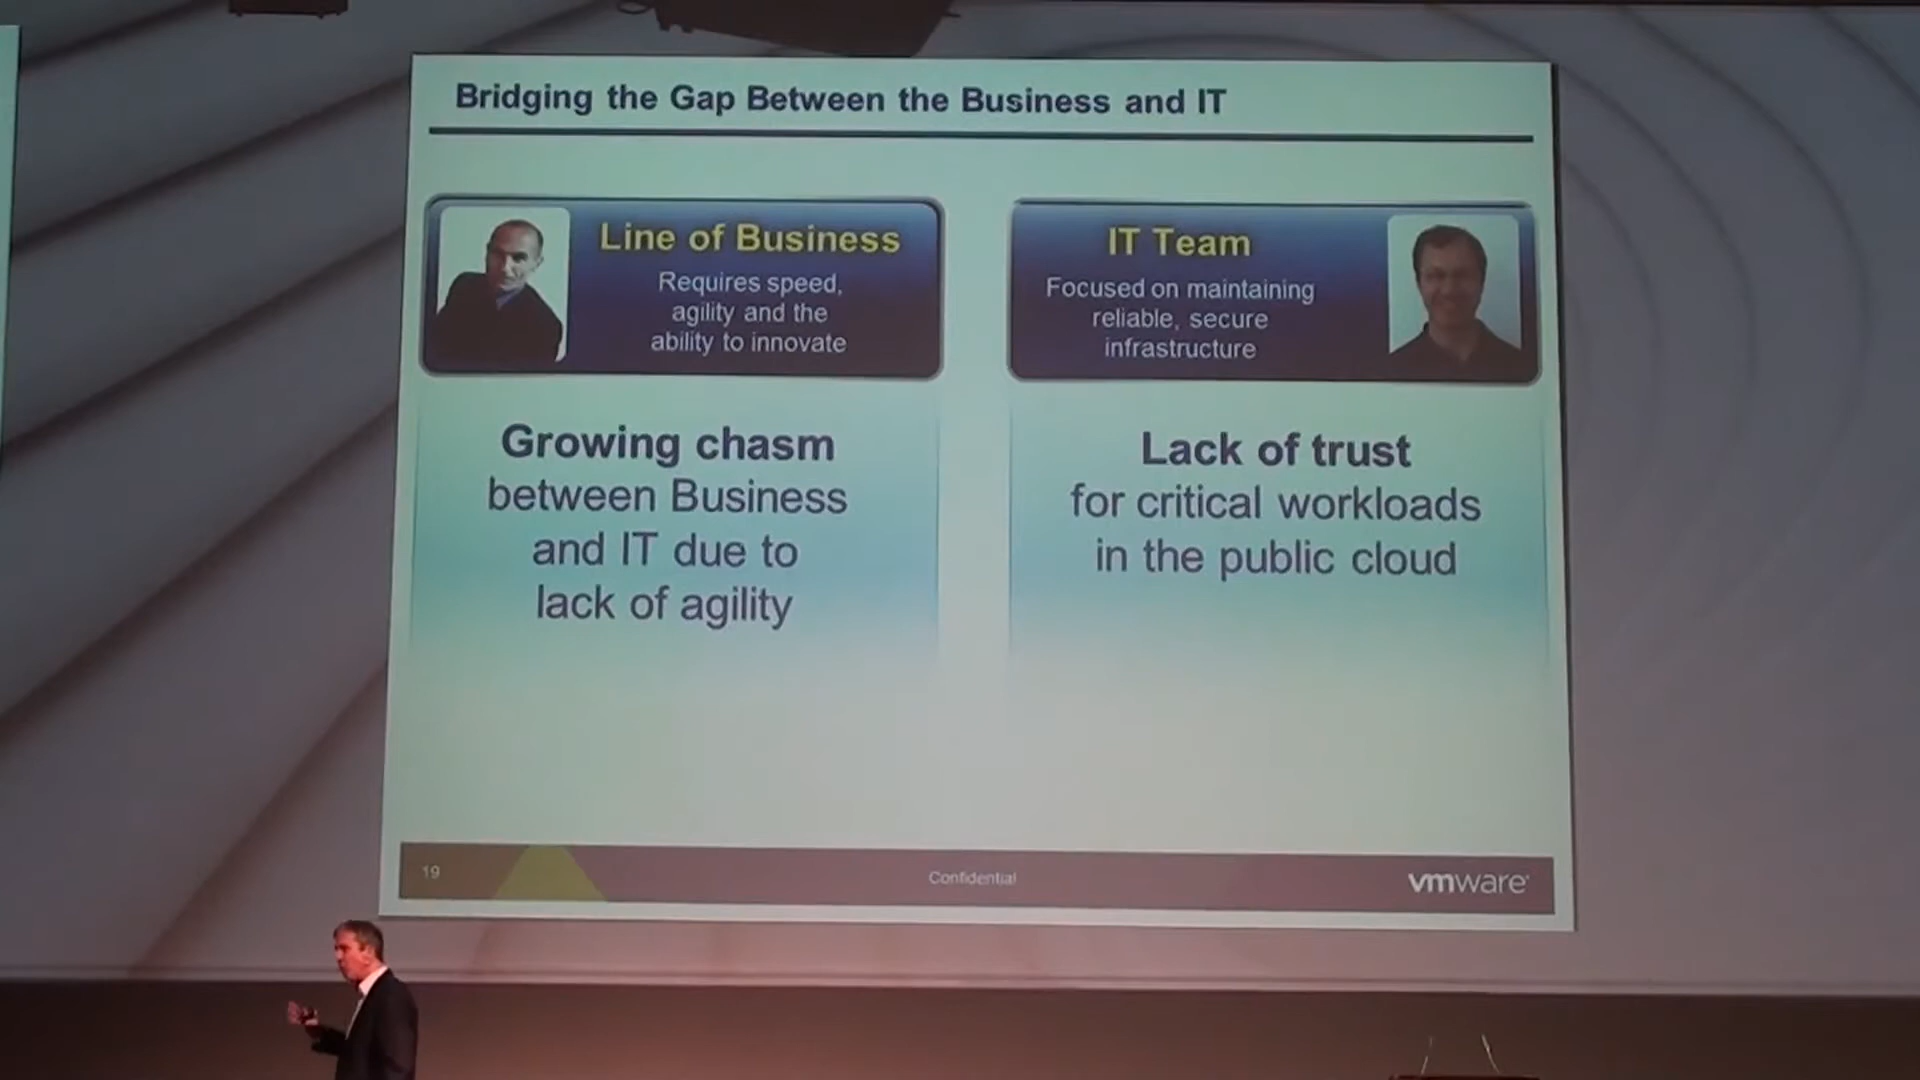 Bridging the Gap Between the Business and IT
Line of Business
Requires speed,
agility and the
ability to innovate
IT Team
Focused on maintaining
reliable, secure
infrastructure
Growing chasm
between Business
and IT due to
lack of agility
Lack of trust
for critical workloads
in the public cloud
19
Confidential
vmware